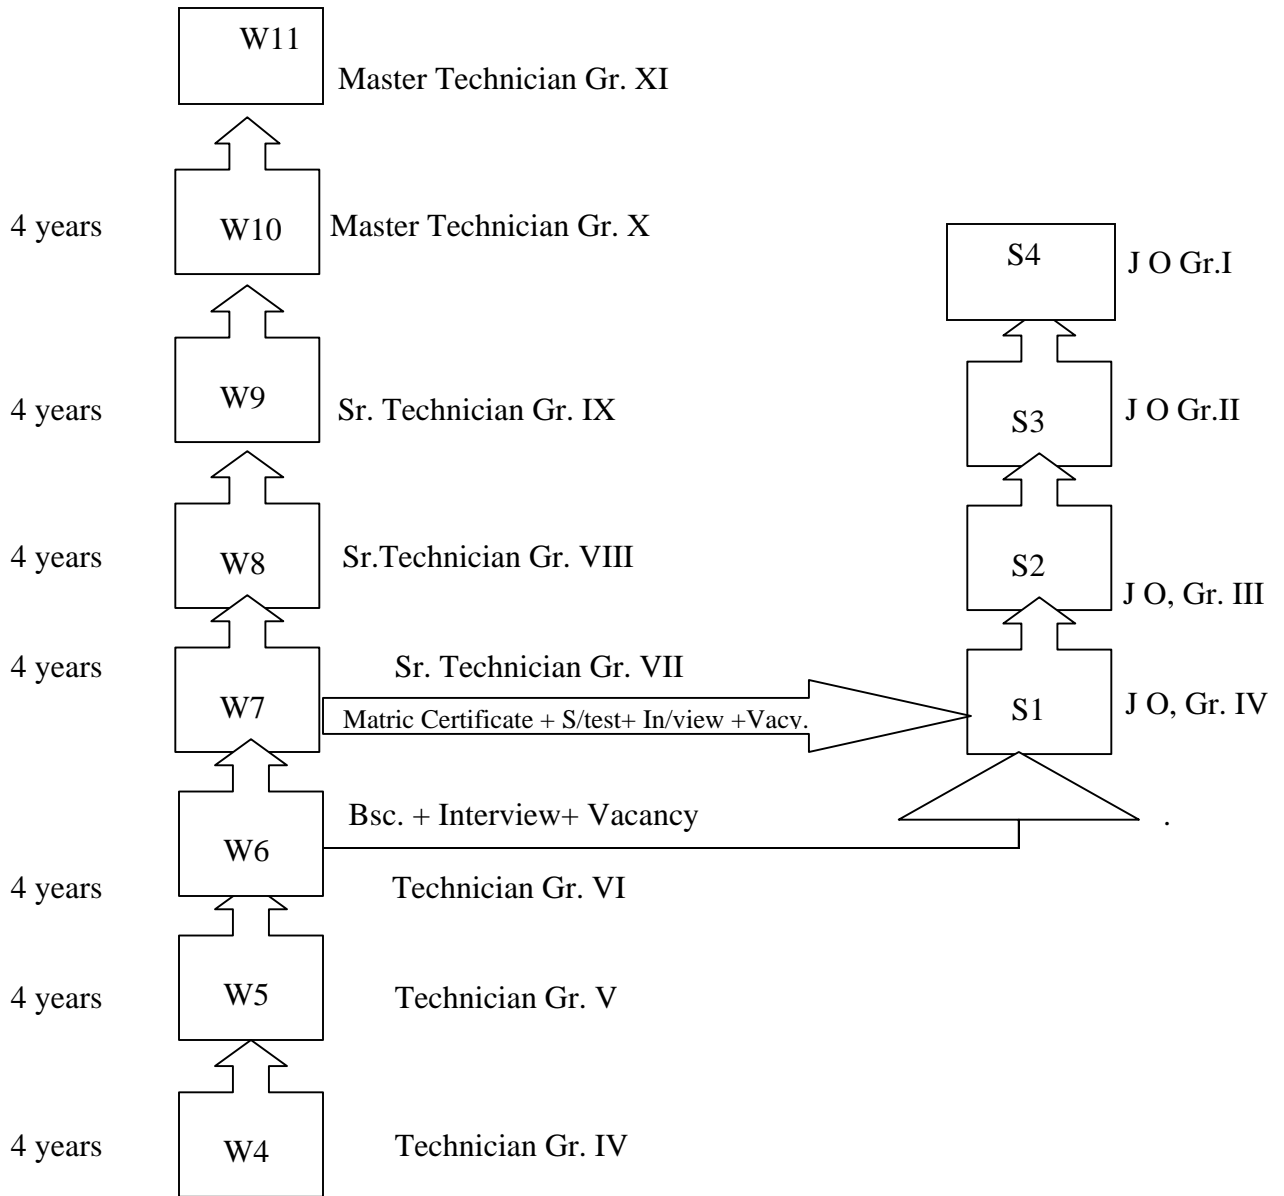 W11
Master Technician Gr. XI
4 years
W10
Master Technician Gr. X
S4
J O Gr.I
4 years
W9
Sr. Technician Gr. IX
S3
J O Gr.II
4 years
W8
Sr.Technician Gr. VIII
S2
J O, Gr. III
4 years
Sr. Technician Gr. VII
W7
Matric Certificate + S/test+ In/view +Vacy.
S1
J O, Gr. IV
Bsc. + Interview+ Vacancy
.
W6
4 years
Technician Gr. VI
4 years
W5
Technician Gr. V
4 years
W4
Technician Gr. IV